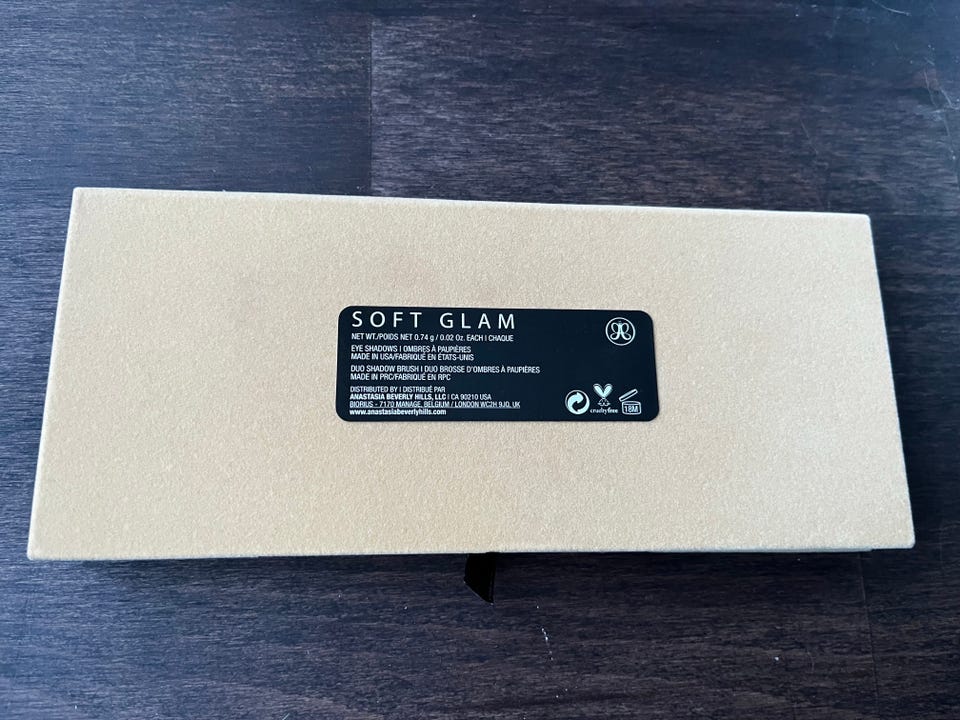 SOFT GLAM
NET WT./POIDS NET 0.74 g / 0.02 Oz. EACH I CHAQUE
EYE SHADOWS I OMBRES À PAUPIÈRES
MADE IN USA/FABRIQUÉ EN ÉTATS-UNIS
DUO SHADOW BRUSH I DUO BROSSE D'OMBRES À PAUPIÈRES
MADE IN PRC/FABRIQUÉ EN RPC
DISTRIBUTED BY I DISTRIBUÉ PAR
ANASTASIA BEVERLY HILLS, LLC I CA 90210 USA
BIORIUS - 7170 MANAGE, BELGIUM / LONDON WC2H 9JQ, UK
www.anastasiabeverlyhills.com
crueltyfree
18M